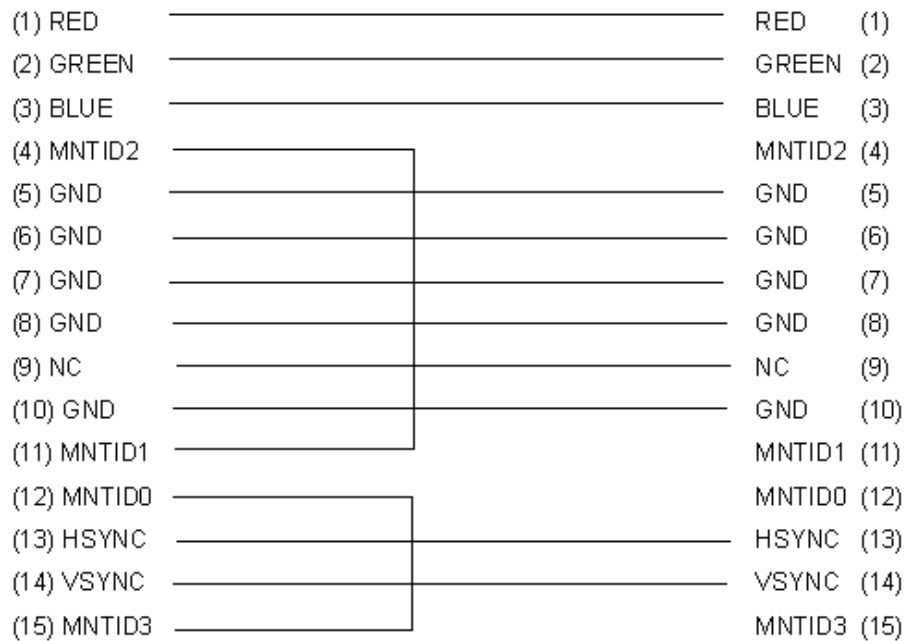 (1) RED RED (1)
(2) GREEN GREEN (2)
(3) BLUE BLUE (3)
(4) MNTID2 MNTID2 (4)
(5) GND GND (5)
(6) GND GND (6)
(7) GND GND (7)
(8) GND GND (8)
(9) NC NC (9)
(10) GND GND (10)
(11) MNTID1 MNTID1 (11)
(12) MNTID0 MNTID0 (12)
(13) HSYNC HSYNC (13)
(14) VSYNC VSYNC (14)
(15) MNTID3 MNTID3 (15)